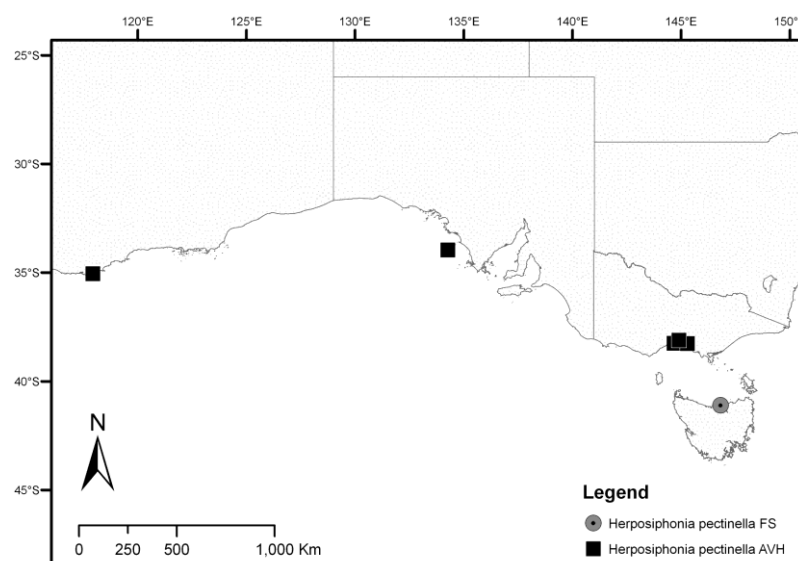 120°E 125°E 130°E 135°E 140°E 145°E 150°E
25°S
30°S
35°S
40°S
45°S
N
0 250 500 1,000 Km
Legend
Herposiphonia pectinella FS
Herposiphonia pectinella AVH